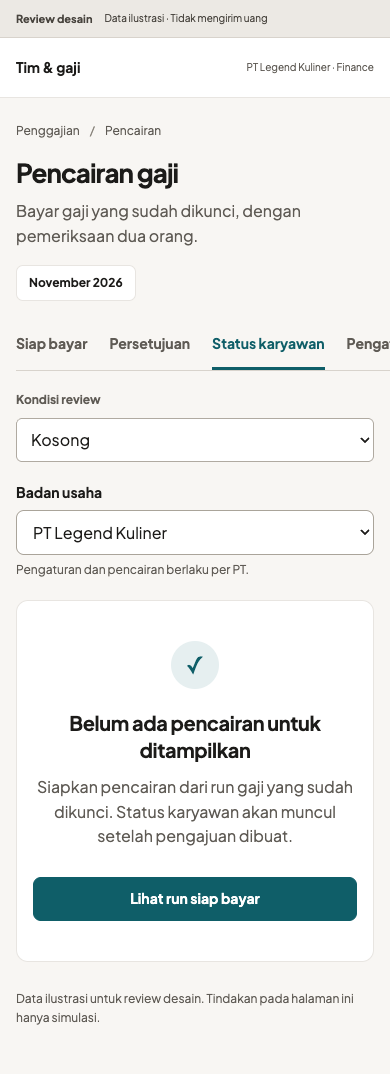 Review desain Data ilustrasi · Tidak mengirim uang
Tim & gaji PT Legend Kuliner · Finance
Penggajian / Pencairan
Pencairan gaji
Bayar gaji yang sudah dikunci, dengan
pemeriksaan dua orang.
November 2026
Siap bayar Persetujuan Status karyawan Penga
Kondisi review
Kosong
Badan usaha
PT Legend Kuliner
Pengaturan dan pencairan berlaku per PT.
Belum ada pencairan untuk
ditampilkan
Siapkan pencairan dari run gaji yang sudah
dikunci. Status karyawan akan muncul
setelah pengajuan dibuat.
Lihat run siap bayar
Data ilustrasi untuk review desain. Tindakan pada halaman ini
hanya simulasi.